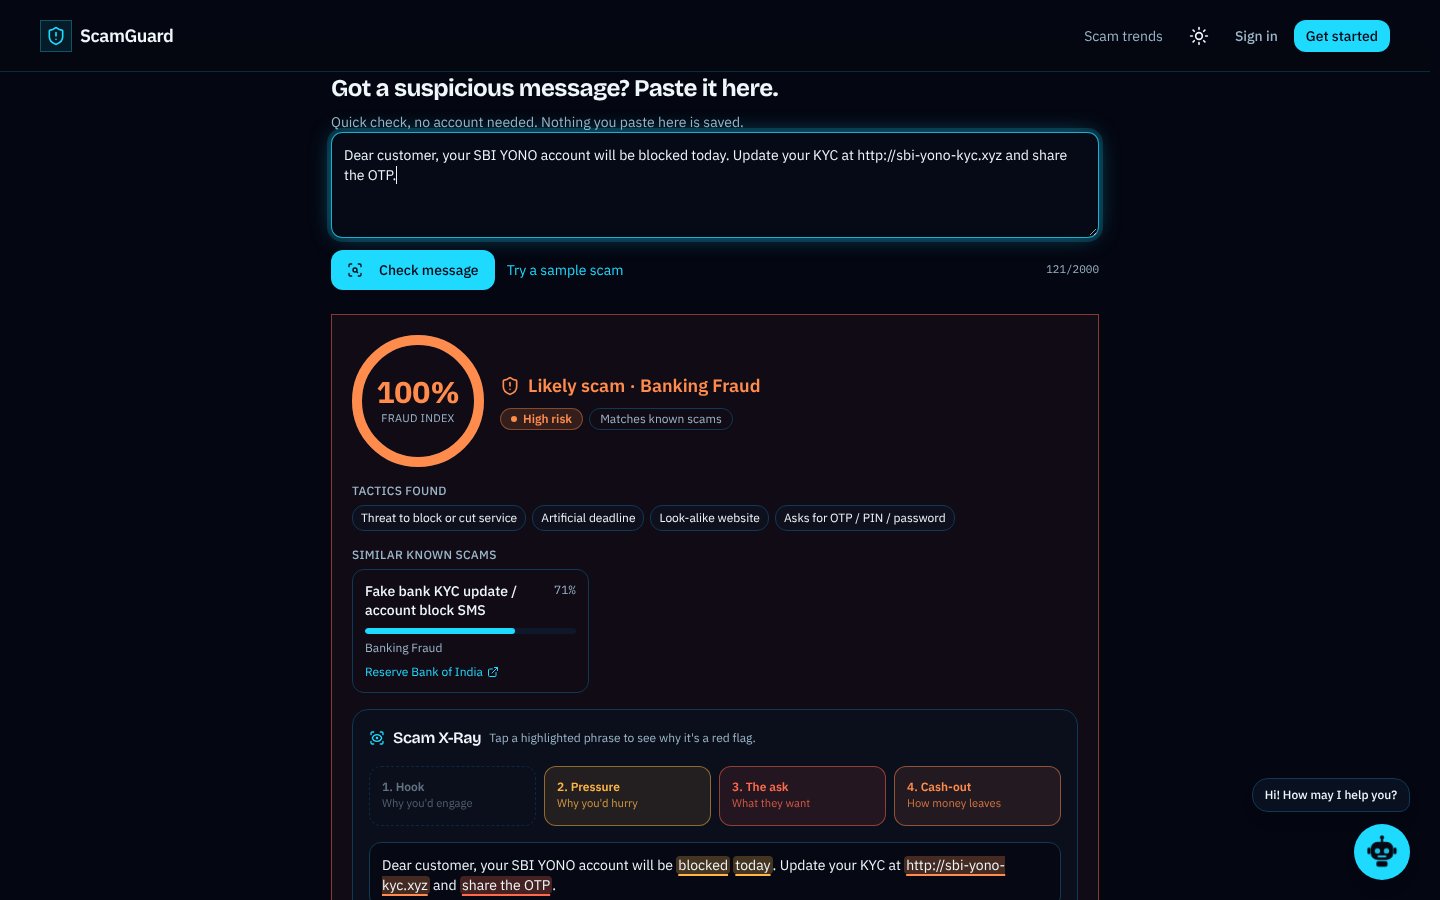 ScamGuard
Scam trends
Sign in
Get started
Got a suspicious message? Paste it here.
Quick check, no account needed. Nothing you paste here is saved.
Dear customer, your SBI YONO account will be blocked today. Update your KYC at http://sbi-yono-kyc.xyz and share
the OTP.
Check message
Try a sample scam
121/2000
100%
FRAUD INDEX
Likely scam · Banking Fraud
High risk
Matches known scams
TACTICS FOUND
Threat to block or cut service
Artificial deadline
Look-alike website
Asks for OTP / PIN / password
SIMILAR KNOWN SCAMS
Fake bank KYC update /
account block SMS
71%
Banking Fraud
Reserve Bank of India
Scam X-Ray
Tap a highlighted phrase to see why it's a red flag.
1. Hook
Why you'd engage
2. Pressure
Why you'd hurry
3. The ask
What they want
4. Cash-out
How money leaves
Dear customer, your SBI YONO account will be blocked today. Update your KYC at http://sbi-yono-
kyc.xyz and share the OTP.
Hi! How may I help you?